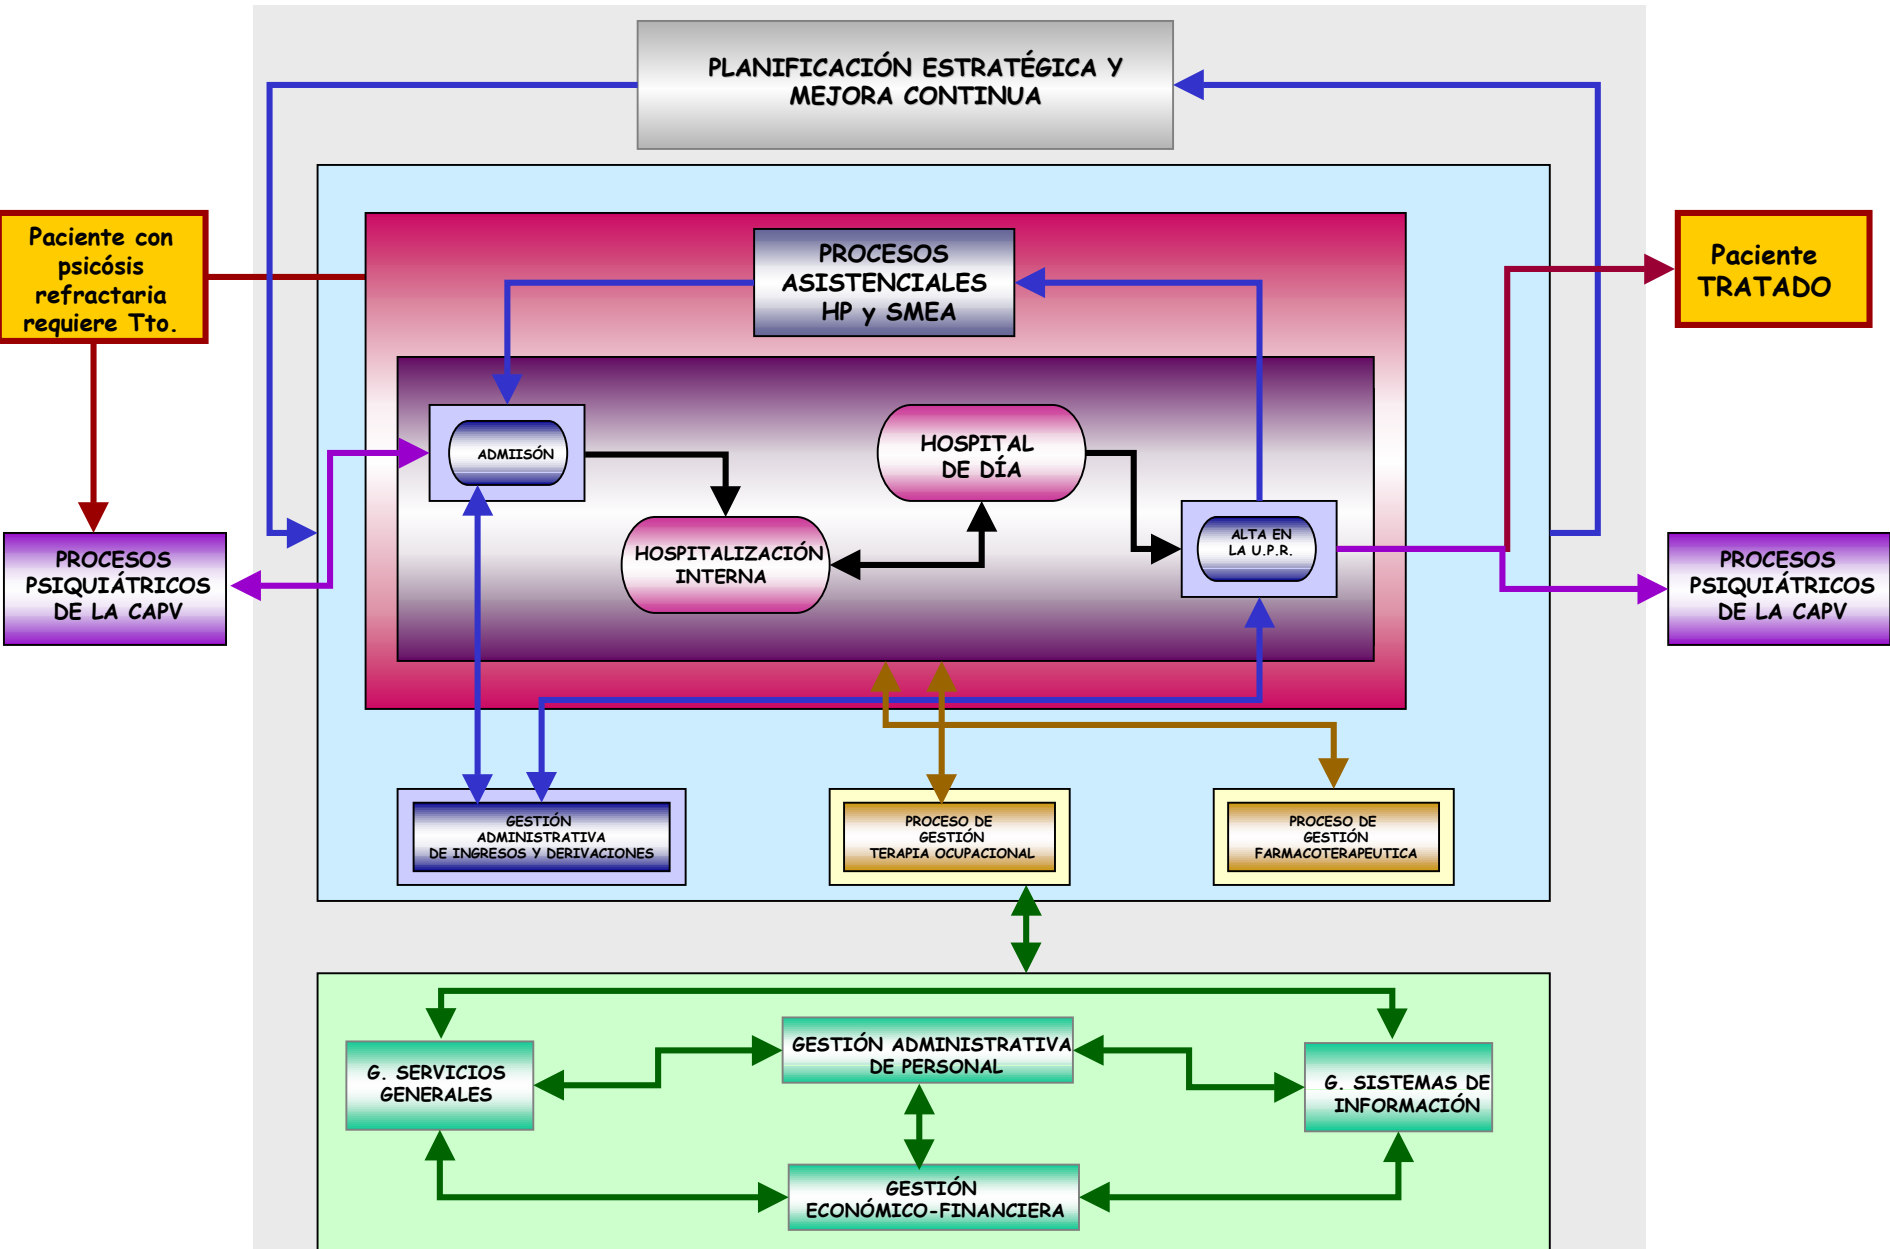 PLANIFICACIÓN ESTRATÉGICA Y
MEJORA CONTINUA
Paciente con
psicósis
refractaria
requiere Tto.
PROCESOS
ASISTENCIALES
HP y SMEA
Paciente
TRATADO
ADMIISÓN
HOSPITAL
DE DÍA
HOSPITALIZACIÓN
INTERNA
ALTA EN
LA U.P.R.
PROCESOS
PSIQUIÁTRICOS
DE LA CAPV
PROCESOS
PSIQUIÁTRICOS
DE LA CAPV
GESTIÓN
ADMINISTRATIVA
DE INGRESOS Y DERIVACIONES
PROCESO DE
GESTIÓN
TERAPIA OCUPACIONAL
PROCESO DE
GESTIÓN
FARMACOTERAPEUTICA
G. SERVICIOS
GENERALES
GESTIÓN ADMINISTRATIVA
DE PERSONAL
G. SISTEMAS DE
INFORMACIÓN
GESTIÓN
ECONÓMICO-FINANCIERA